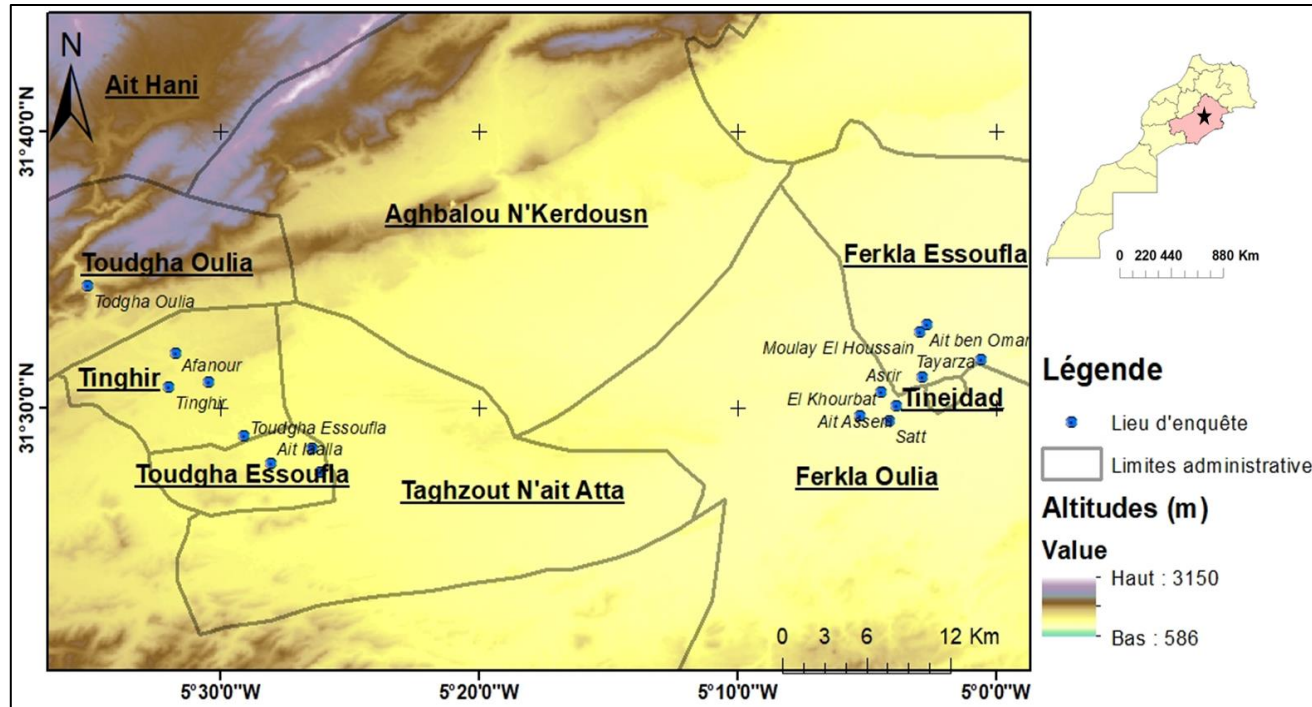 N
Ait Hani
31°40'0"N
Aghbalou N'Kerdousn
Ferkla Essoufla
Toudgha Oulia
Todgha Oulia
Ait ben Omar
Moulay El Houssain
Tayarza
Afanour
Asrir
Tinghir
Tinghir
El Khourbat
Tinejdad
31°30'0"N
Toudgha Essoufla
Ait Assem
Satt
Ait Isalla
Toudgha Essoufla
Taghzout N'ait Atta
Ferkla Oulia
0 3 6 12 Km
5°30'0"W 5°20'0"W 5°10'0"W 5°0'0"W
0 220 440 880 Km
Légende
Lieu d'enquête
Limites administrative
Altitudes (m)
Value
Haut : 3150
Bas : 586